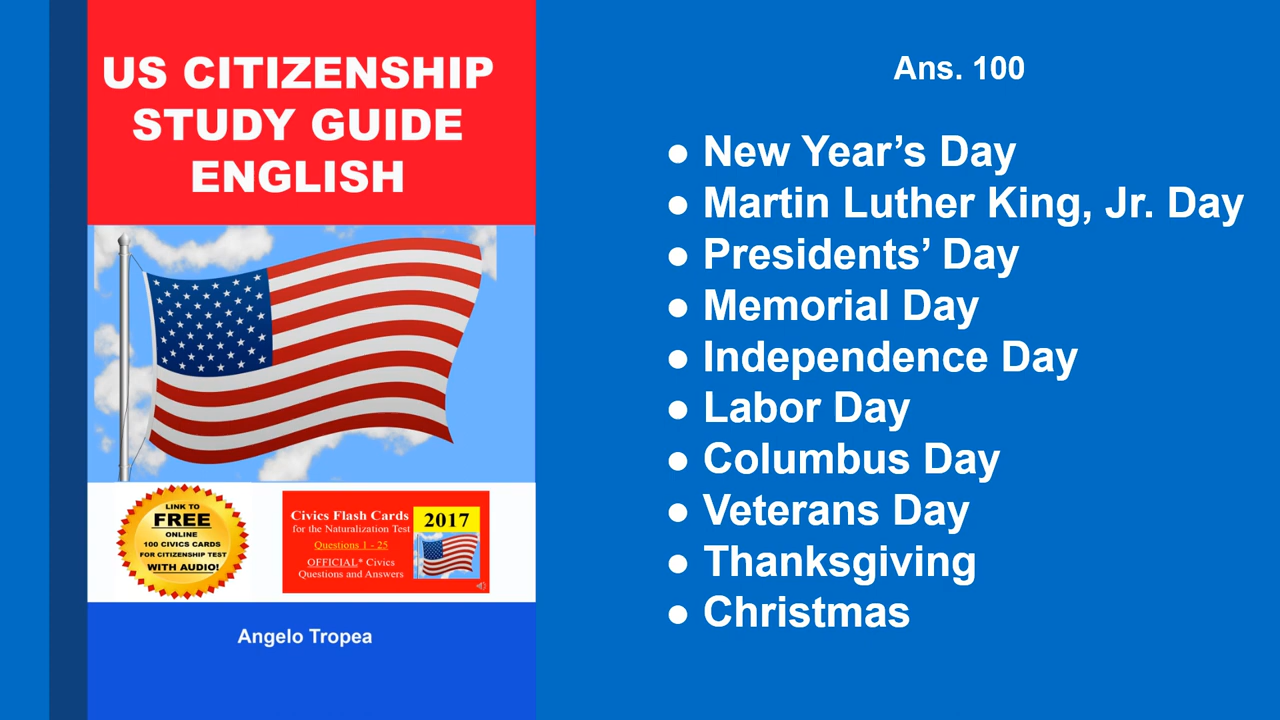 US CITIZENSHIP
STUDY GUIDE
ENGLISH
LINK TO
FREE
ONLINE
100 CIVICS CARDS
FOR CITIZENSHIP TEST
WITH AUDIO!
Civics Flash Cards
for the Naturalization Test
Questions 1 - 25
OFFICIAL* Civics
Questions and Answers
2017
Angelo Tropea
Ans. 100
● New Year’s Day
● Martin Luther King, Jr. Day
● Presidents’ Day
● Memorial Day
● Independence Day
● Labor Day
● Columbus Day
● Veterans Day
● Thanksgiving
● Christmas